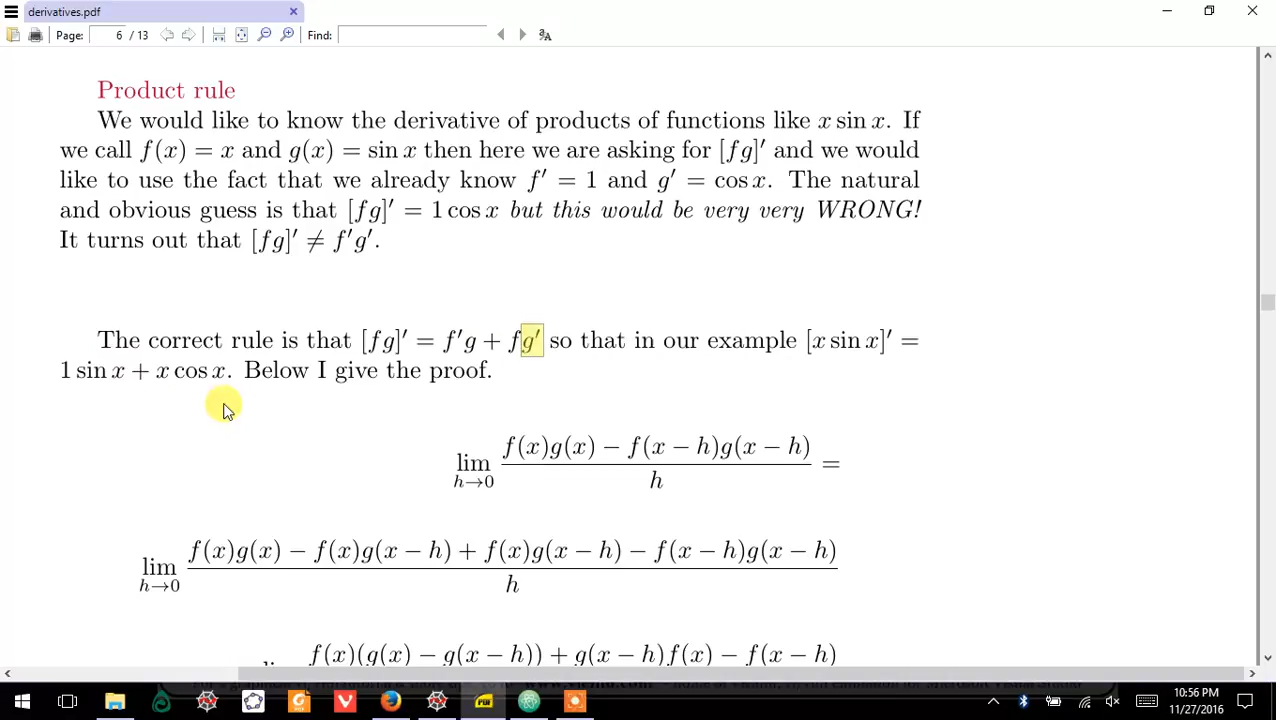 derivatives.pdf
Page: 6 / 13 Find:
Product rule
We would like to know the derivative of products of functions like x sin x. If
we call f(x) = x and g(x) = sin x then here we are asking for [fg]′ and we would
like to use the fact that we already know f′ = 1 and g′ = cos x. The natural
and obvious guess is that [fg]′ = 1 cos x but this would be very very WRONG!
It turns out that [fg]′ ≠ f′g′.
The correct rule is that [fg]′ = f′g + fg′ so that in our example [x sin x]′ =
1 sin x + x cos x. Below I give the proof.
lim h→0 f(x)g(x) − f(x − h)g(x − h) / h =
lim h→0 f(x)g(x) − f(x)g(x − h) + f(x)g(x − h) − f(x − h)g(x − h) / h
f(x)(g(x) − g(x − h)) + g(x − h)f(x) − f(x − h)
10:56 PM
11/27/2016